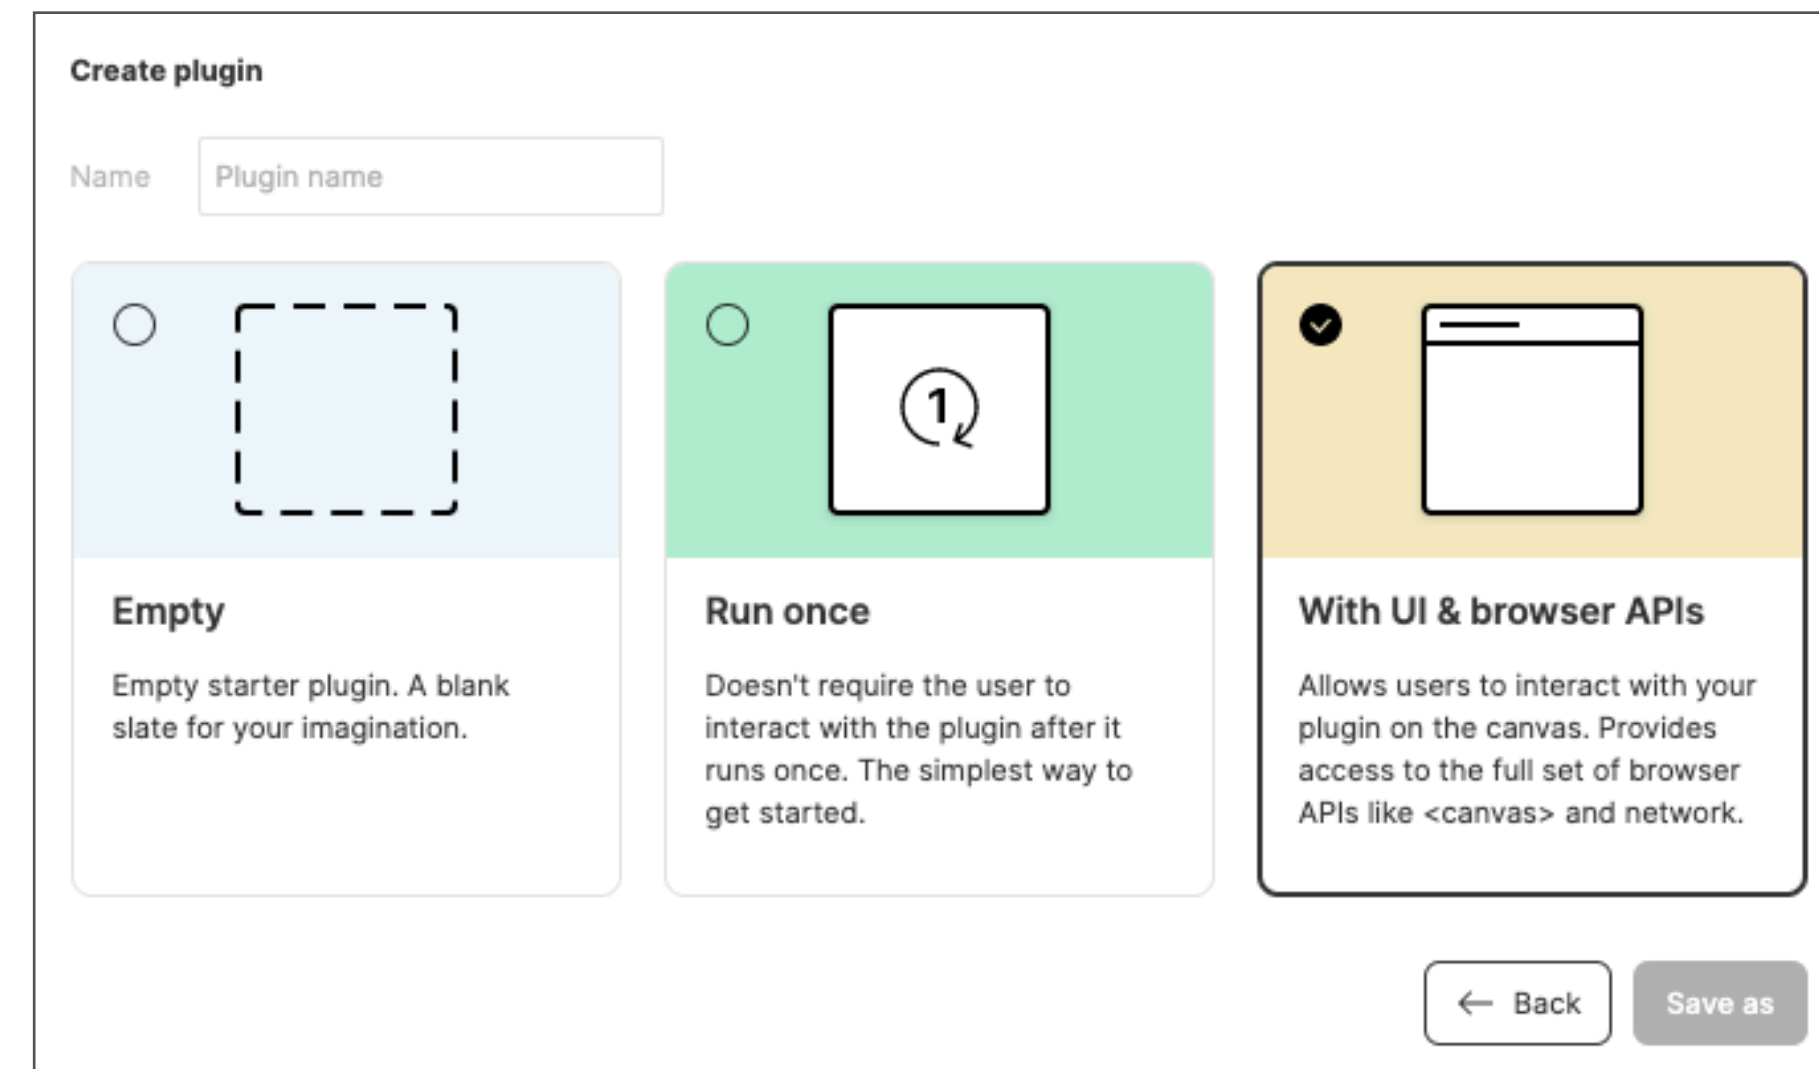 Create plugin
Name
Plugin name
1
Empty
Empty starter plugin. A blank
slate for your imagination.
Run once
Doesn't require the user to
interact with the plugin after it
runs once. The simplest way to
get started.
With UI & browser APIs
Allows users to interact with your
plugin on the canvas. Provides
access to the full set of browser
APIs like <canvas> and network.
Back
Save as